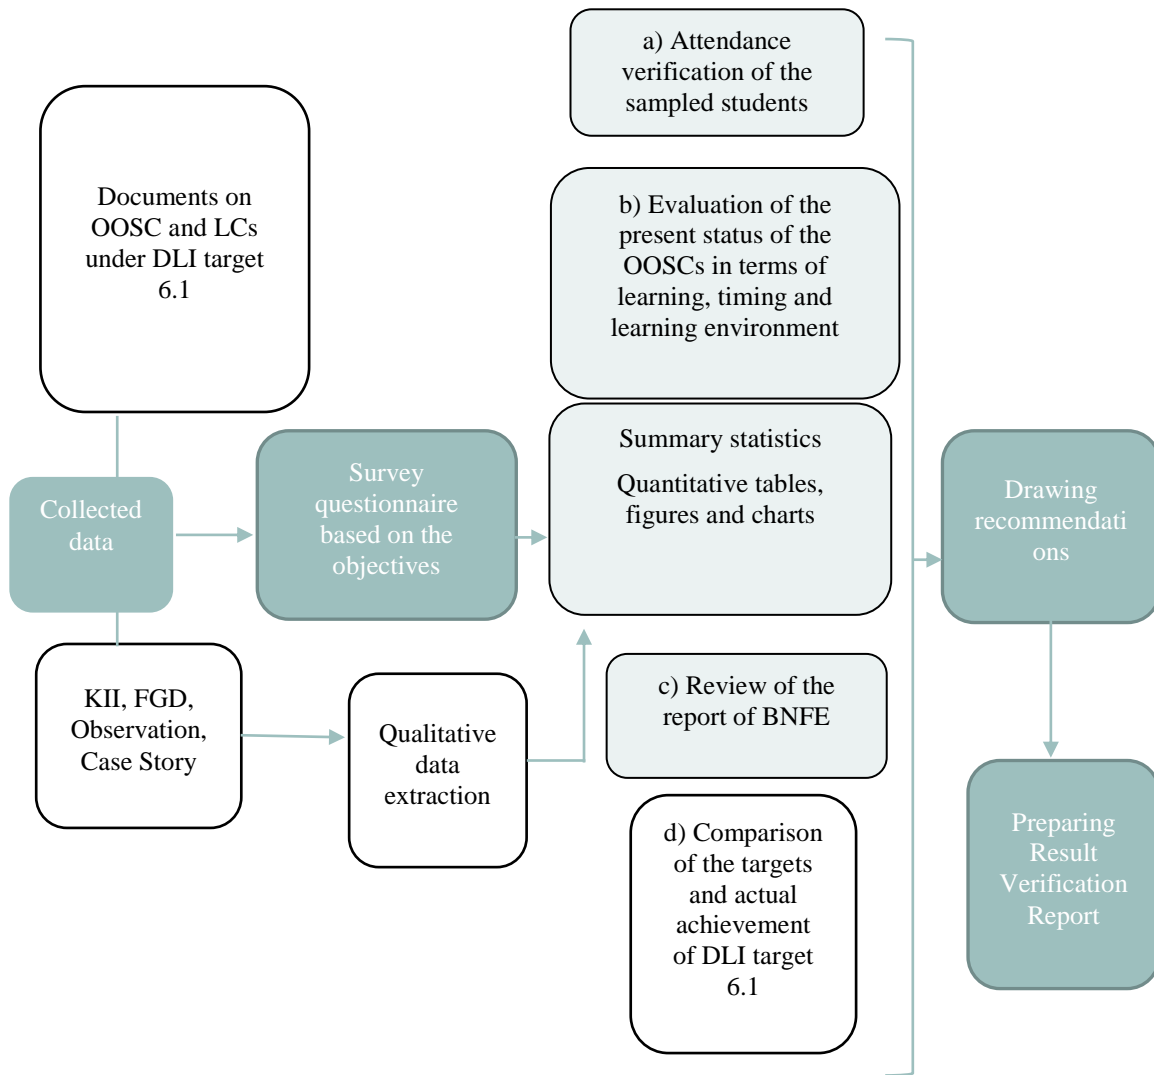 a) Attendance
verification of the
sampled students
Documents on
OOSC and LCs
under DLI target
6.1
b) Evaluation of the
present status of the
OOSCs in terms of
learning, timing and
learning environment
Collected
data
Survey
questionnaire
based on the
objectives
Summary statistics
Quantitative tables,
figures and charts
Drawing
recommendati
ons
KII, FGD,
Observation,
Case Story
Qualitative
data
extraction
c) Review of the
report of BNFE
d) Comparison
of the targets
and actual
achievement
of DLI target
6.1
Preparing
Result
Verification
Report